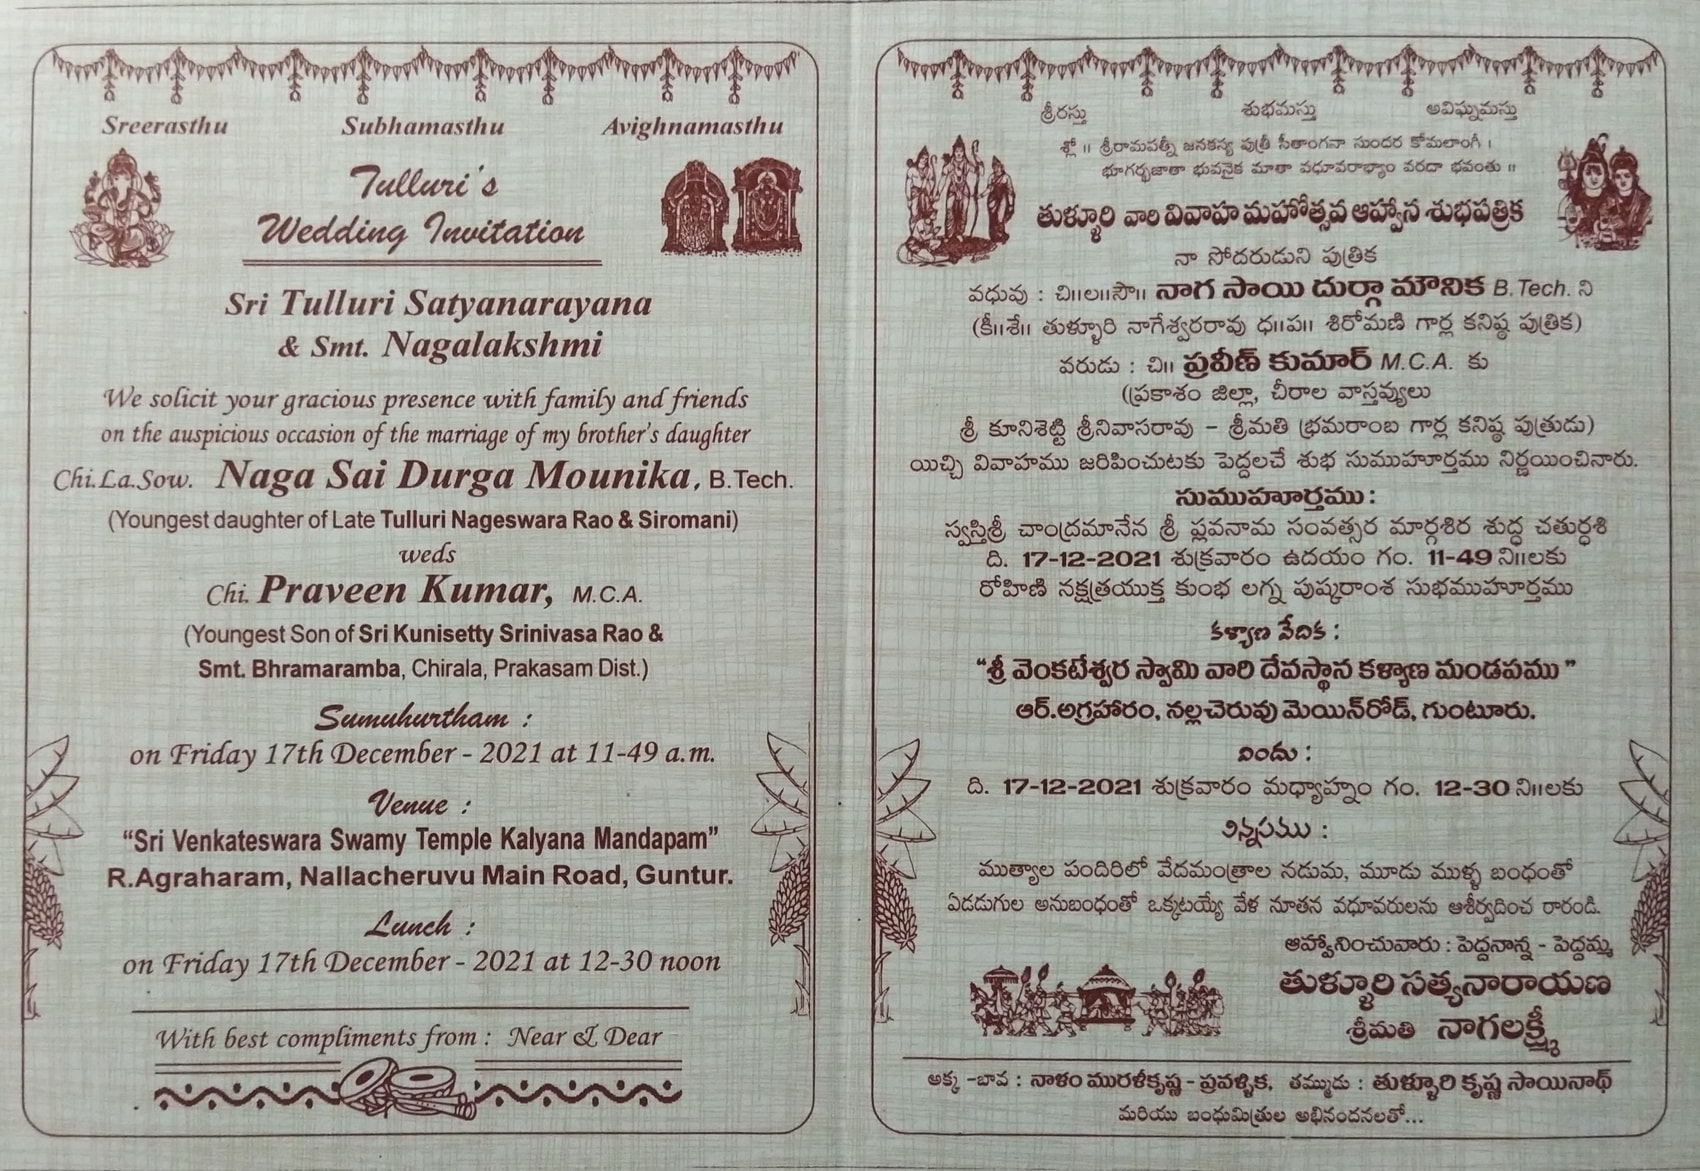 Sreerasthu Subhamasthu Avighnamasthu
Tulluri's
Wedding Invitation
Sri Tulluri Satyanarayana
& Smt. Nagalakshmi
We solicit your gracious presence with family and friends
on the auspicious occasion of the marriage of my brother's daughter
Chi.La.Sow. Naga Sai Durga Mounika, B.Tech.
(Youngest daughter of Late Tulluri Nageswara Rao & Siromani)
weds
Chi. Praveen Kumar, M.C.A.
(Youngest Son of Sri Kunisetty Srinivasa Rao &
Smt. Bhramaramba, Chirala, Prakasam Dist.)
Sumuhurtham :
on Friday 17th December - 2021 at 11-49 a.m.
Venue :
"Sri Venkateswara Swamy Temple Kalyana Mandapam"
R.Agraharam, Nallacheruvu Main Road, Guntur.
Lunch :
on Friday 17th December - 2021 at 12-30 noon
With best compliments from : Near & Dear
శ్రీరస్తు శుభమస్తు అవిఘ్నమస్తు
శ్లో ॥ శ్రీరామపత్నీ జనకస్య పుత్రీ సీతాంగనా సుందర కోమలాంగీ ।
భూగర్భజాతా భువనైక మాతా వధూవరాభ్యాం వరదా భవంతు ॥
తుళ్ళూరి వారి వివాహ మహోత్సవ ఆహ్వాన శుభపత్రిక
నా సోదరుడుని పుత్రిక
వధువు : చి॥ల॥సౌ॥ నాగ సాయి దుర్గా మౌనిక B.Tech. ని
(కీ॥శే॥ తుళ్ళూరి నాగేశ్వరరావు ధ॥ప॥ శిరోమణి గార్ల కనిష్ఠ పుత్రిక)
వరుడు : చి॥ ప్రవీణ్ కుమార్ M.C.A. కు
(ప్రకాశం జిల్లా, చీరాల వాస్తవ్యులు
శ్రీ కూనిశెట్టి శ్రీనివాసరావు - శ్రీమతి భ్రమరాంబ గార్ల కనిష్ఠ పుత్రుడు)
యిచ్చి వివాహము జరిపించుటకు పెద్దలచే శుభ సుముహూర్తము నిర్ణయించినారు.
సుముహూర్తము :
స్వస్తిశ్రీ చాంద్రమానేన శ్రీ ప్లవనామ సంవత్సర మార్గశిర శుద్ధ చతుర్ధశి
ది. 17-12-2021 శుక్రవారం ఉదయం గం. 11-49 ని॥లకు
రోహిణి నక్షత్రయుక్త కుంభ లగ్న పుష్కరాంశ సుభముహూర్తము
కళ్యాణ వేదిక :
"శ్రీ వెంకటేశ్వర స్వామి వారి దేవస్థాన కళ్యాణ మండపము"
ఆర్.అగ్రహారం, నల్లచెరువు మెయిన్‌రోడ్, గుంటూరు.
విందు :
ది. 17-12-2021 శుక్రవారం మధ్యాహ్నం గం. 12-30 ని॥లకు
విన్నపము :
ముత్యాల పందిరిలో వేదమంత్రాల నడుమ, మూడు ముళ్ళ బంధంతో
ఏడడుగుల అనుబంధంతో ఒక్కటయ్యే వేళ నూతన వధూవరులను ఆశీర్వదించ రారండి.
ఆహ్వానించువారు : పెద్దనాన్న - పెద్దమ్మ
తుళ్ళూరి సత్యనారాయణ
శ్రీమతి నాగలక్ష్మీ
అక్క -బావ : నాళం మురళీకృష్ణ - ప్రవళ్ళిక, తమ్ముడు : తుళ్ళూరి కృష్ణ సాయినాథ్
మరియు బంధుమిత్రుల అభినందనలతో...